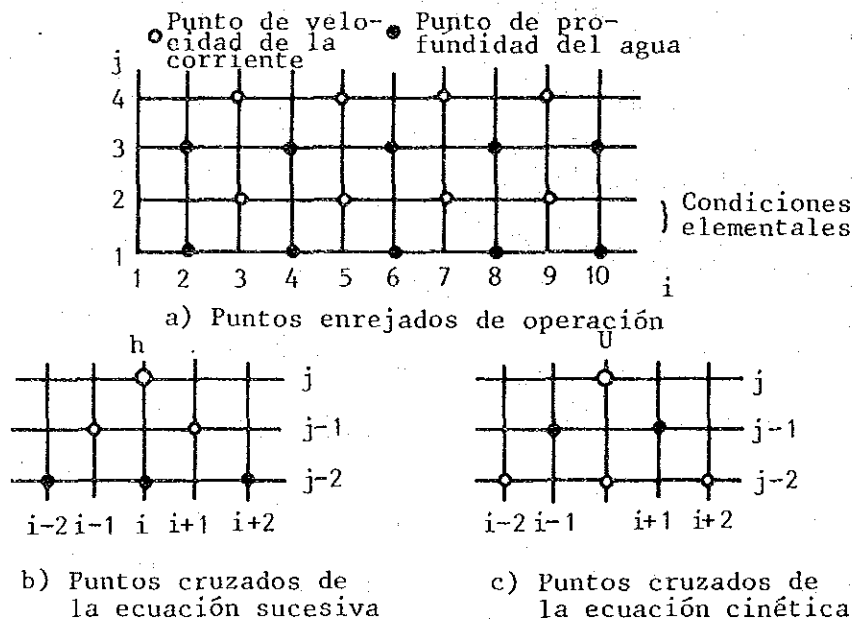 Punto de velo-
cidad de la
corriente
Punto de pro-
fundidad del agua
j
4
3
2
1
Condiciones
elementales
1 2 3 4 5 6 7 8 9 10
i
a) Puntos enrejados de operación
h
j
j-1
j-2
i-2 i-1 i i+1 i+2
U
j
j-1
j-2
i-2 i-1 i+1 i+2
b) Puntos cruzados de
la ecuación sucesiva
c) Puntos cruzados de
la ecuación cinética